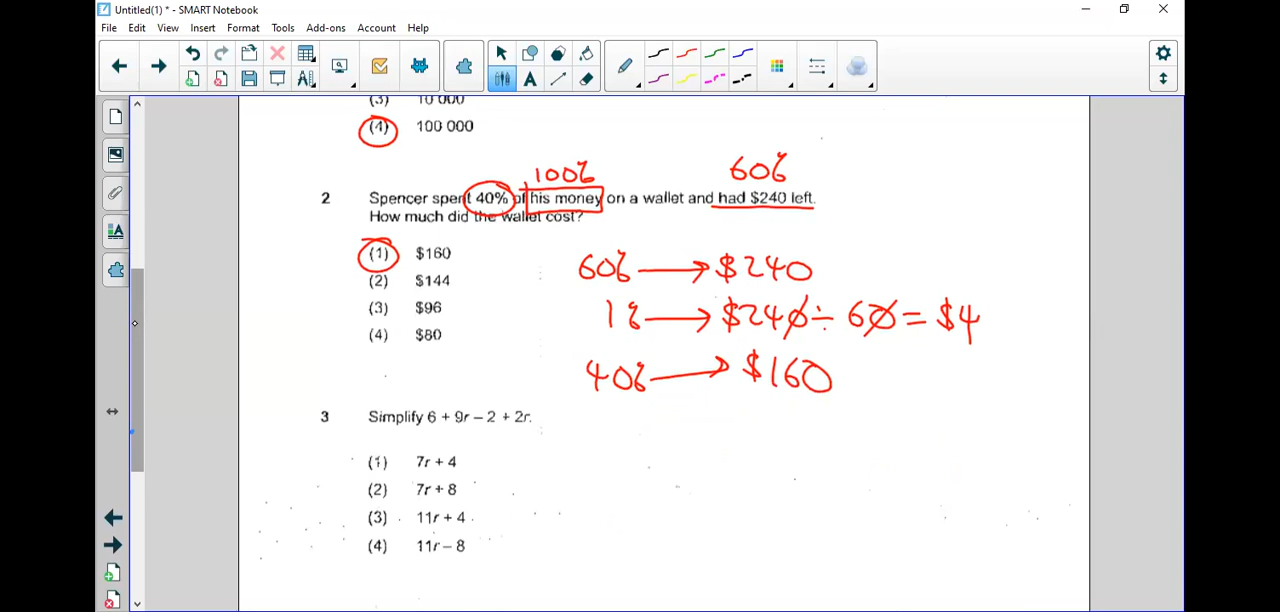 Untitled(1) * - SMART Notebook
File Edit View Insert Format Tools Add-ons Account Help
(3) 10 000
(4) 100 000
100%
60%
2 Spencer spent 40% of his money on a wallet and had $240 left.
How much did the wallet cost?
(1) $160
(2) $144
(3) $96
(4) $80
60% → $240
1% → $240 ÷ 60 = $4
40% → $160
3 Simplify 6 + 9r – 2 + 2r.
(1) 7r + 4
(2) 7r + 8
(3) 11r + 4
(4) 11r – 8